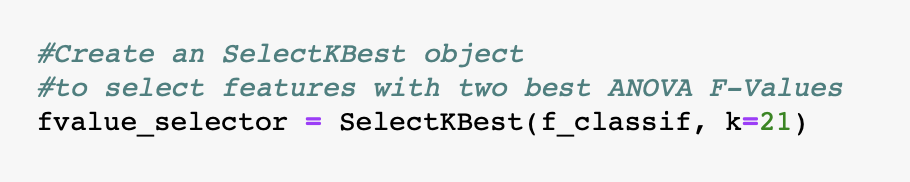 #Create an SelectKBest object
#to select features with two best ANOVA F-Values
fvalue_selector = SelectKBest(f_classif, k=21)